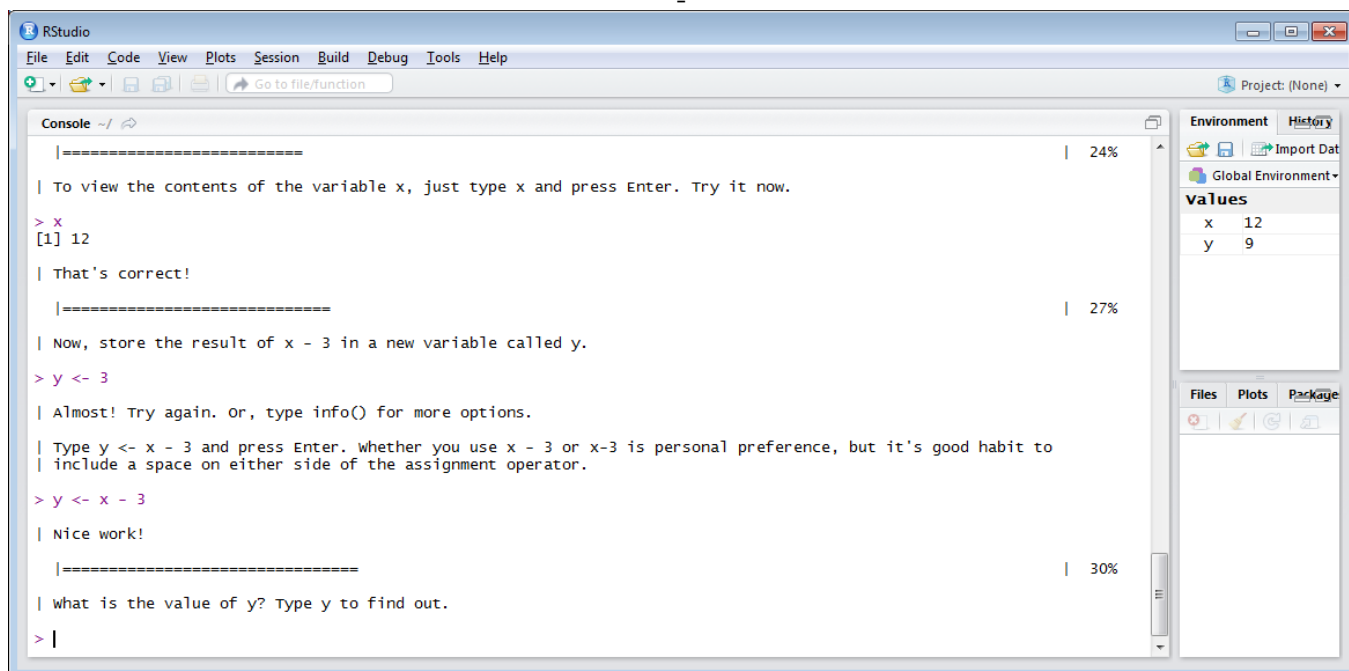 RStudio
File Edit Code View Plots Session Build Debug Tools Help
Go to file/function Project: (None)
Console ~/
|========================== | 24%
| To view the contents of the variable x, just type x and press Enter. Try it now.
> x
[1] 12
| That's correct!
|============================= | 27%
| Now, store the result of x - 3 in a new variable called y.
> y <- 3
| Almost! Try again. Or, type info() for more options.
| Type y <- x - 3 and press Enter. Whether you use x - 3 or x-3 is personal preference, but it's good habit to
| include a space on either side of the assignment operator.
> y <- x - 3
| Nice work!
|================================ | 30%
| What is the value of y? Type y to find out.
>
Environment History
Import Dat
Global Environment
Values
x 12
y 9
Files Plots Package